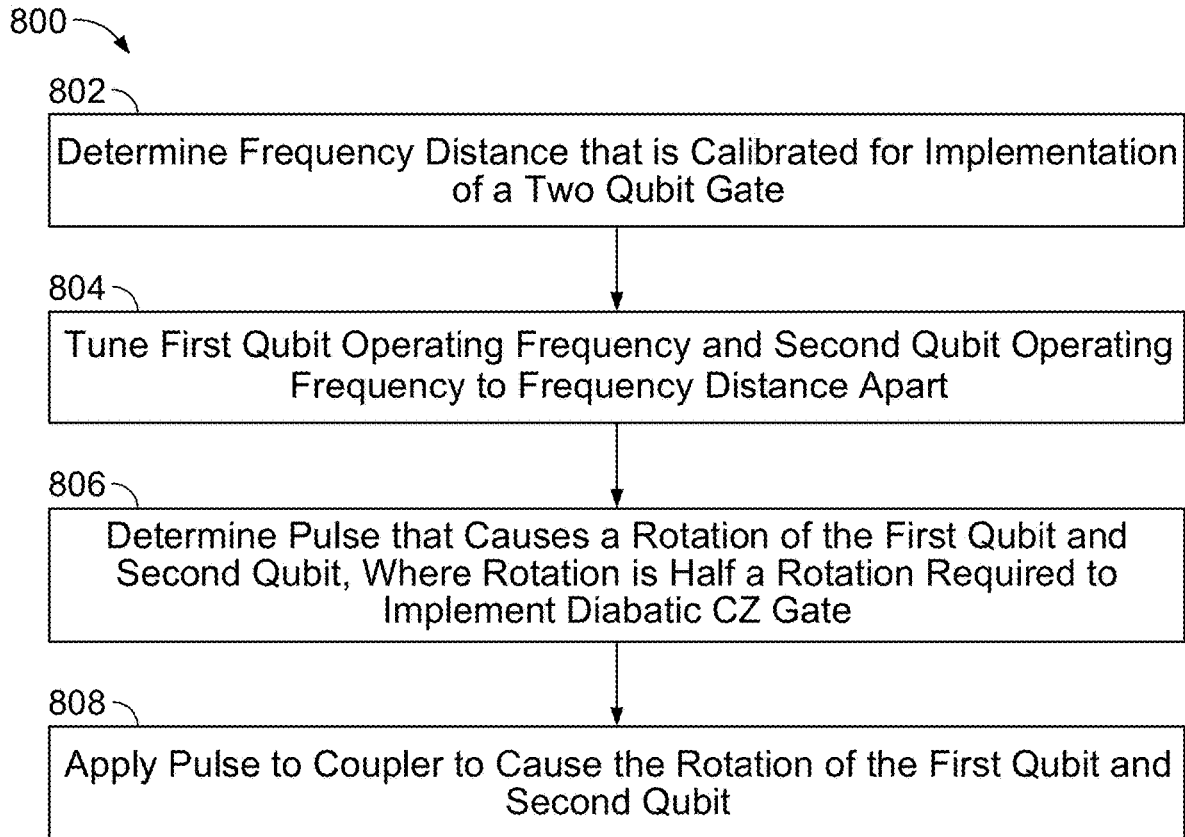 800
802
Determine Frequency Distance that is Calibrated for Implementation
of a Two Qubit Gate
804
Tune First Qubit Operating Frequency and Second Qubit Operating
Frequency to Frequency Distance Apart
806
Determine Pulse that Causes a Rotation of the First Qubit and
Second Qubit, Where Rotation is Half a Rotation Required to
Implement Diabatic CZ Gate
808
Apply Pulse to Coupler to Cause the Rotation of the First Qubit and
Second Qubit